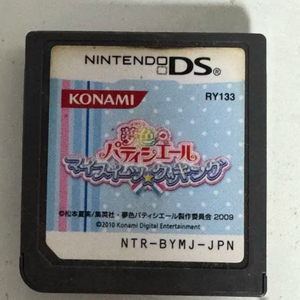 NINTENDO DS®
KONAMI
RY133
夢色
パティシエール
マイスイーツ☆クッキング
©松本夏実/集英社・夢色パティシエール製作委員会 2009
©2010 Konami Digital Entertainment
NTR-BYMJ-JPN